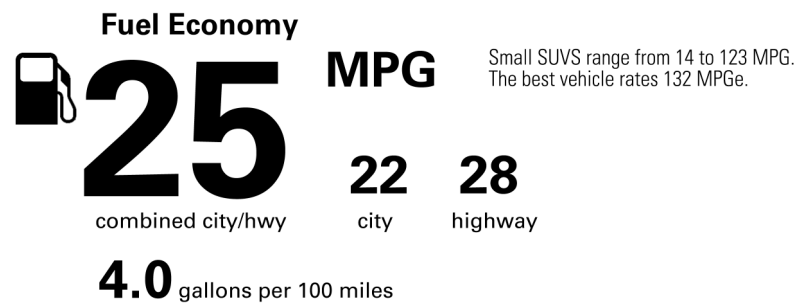 Fuel Economy
25
MPG
Small SUVS range from 14 to 123 MPG.
The best vehicle rates 132 MPGe.
22 28
combined city/hwy city highway
4.0 gallons per 100 miles